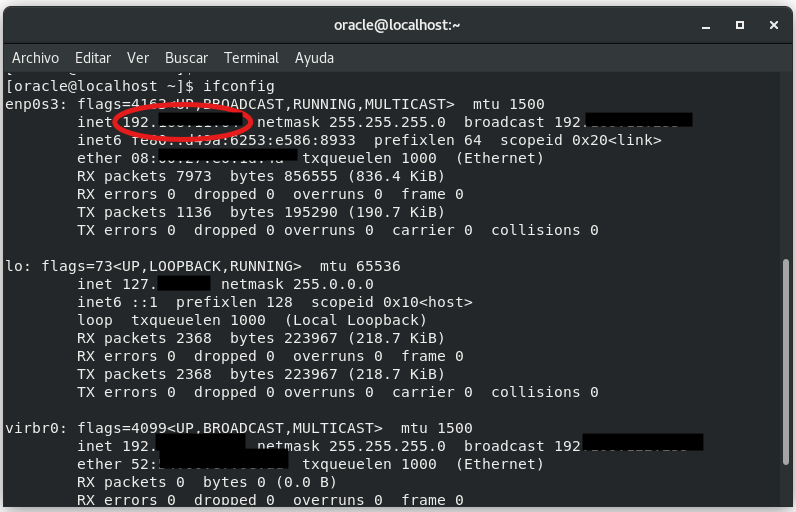 oracle@localhost:~
Archivo Editar Ver Buscar Terminal Ayuda
[oracle@localhost ~]$ ifconfig
enp0s3: flags=4163<UP,BROADCAST,RUNNING,MULTICAST> mtu 1500
inet 192. netmask 255.255.255.0 broadcast 192
inet6 fe80::d49a:6253:e586:8933 prefixlen 64 scopeid 0x20<link>
ether 08: txqueuelen 1000 (Ethernet)
RX packets 7973 bytes 856555 (836.4 KiB)
RX errors 0 dropped 0 overruns 0 frame 0
TX packets 1136 bytes 195290 (190.7 KiB)
TX errors 0 dropped 0 overruns 0 carrier 0 collisions 0
lo: flags=73<UP,LOOPBACK,RUNNING> mtu 65536
inet 127. netmask 255.0.0.0
inet6 ::1 prefixlen 128 scopeid 0x10<host>
loop txqueuelen 1000 (Local Loopback)
RX packets 2368 bytes 223967 (218.7 KiB)
RX errors 0 dropped 0 overruns 0 frame 0
TX packets 2368 bytes 223967 (218.7 KiB)
TX errors 0 dropped 0 overruns 0 carrier 0 collisions 0
virbr0: flags=4099<UP,BROADCAST,MULTICAST> mtu 1500
inet 192. netmask 255.255.255.0 broadcast 192
ether 52: txqueuelen 1000 (Ethernet)
RX packets 0 bytes 0 (0.0 B)
RX errors 0 dropped 0 overruns 0 frame 0